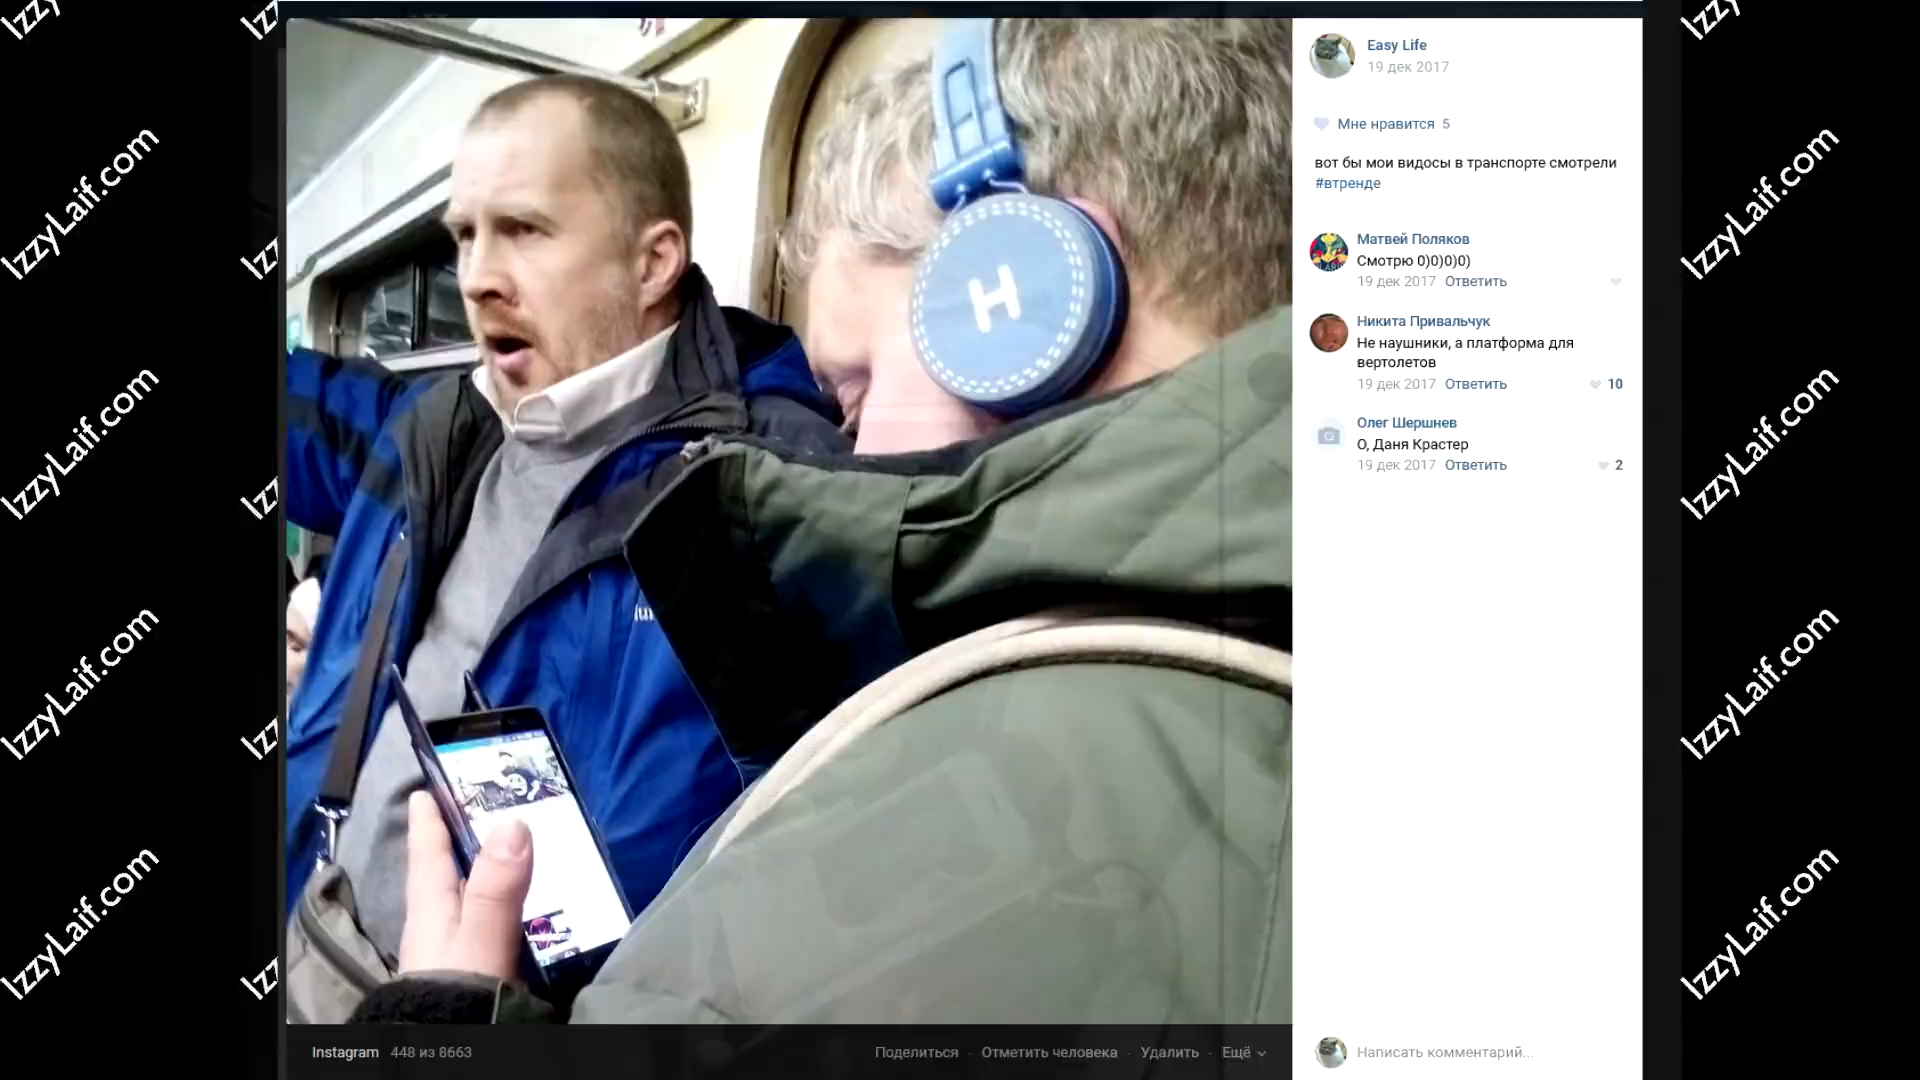 IzzyLaif.com
IzzyLaif.com
IzzyLaif.com
IzzyLaif.com
Easy Life
19 дек 2017
Мне нравится 5
вот бы мои видосы в транспорте смотрели
#втренде
Матвей Поляков
Смотрю 0)0)0)0)
19 дек 2017 Ответить
Никита Привальчук
Не наушники, а платформа для
вертолетов
19 дек 2017 Ответить 10
Олег Шершнев
О, Даня Крастер
19 дек 2017 Ответить 2
H
Instagram 448 из 8663
Поделиться · Отметить человека · Удалить · Ещё
Написать комментарий...
IzzyLaif.com
IzzyLaif.com
IzzyLaif.com
IzzyLaif.com